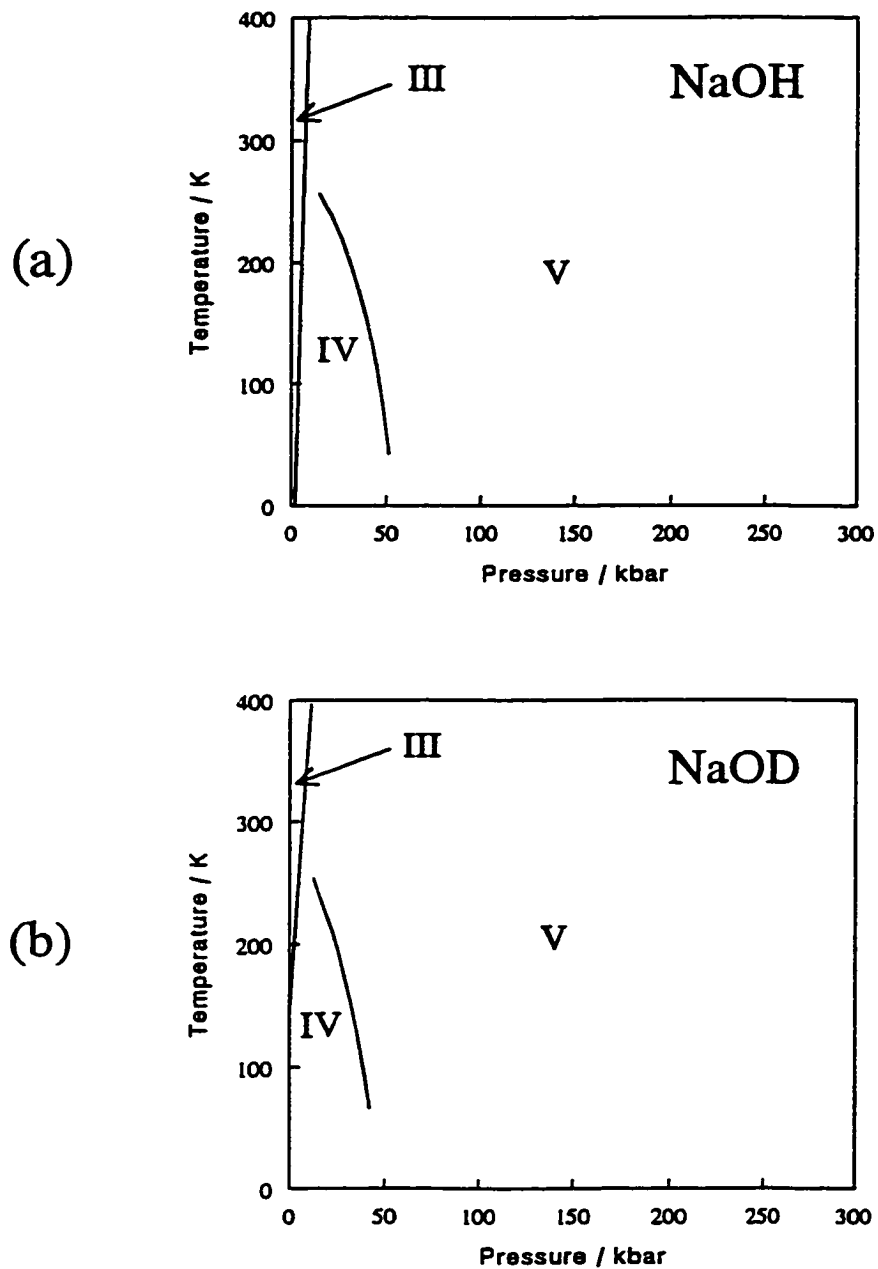 (a)
NaOH
III
IV
V
400
300
200
100
0
0 50 100 150 200 250 300
Temperature / K
Pressure / kbar
(b)
NaOD
III
IV
V
400
300
200
100
0
0 50 100 150 200 250 300
Temperature / K
Pressure / kbar